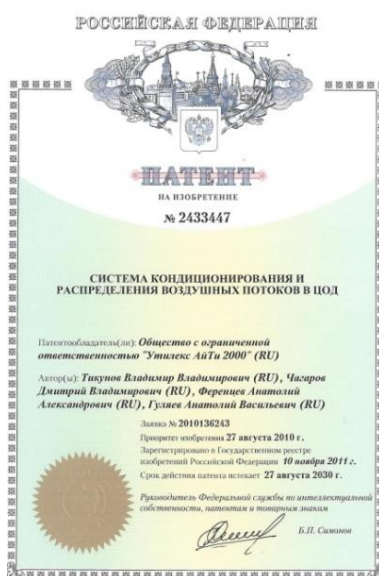 РОССИЙСКАЯ ФЕДЕРАЦИЯ
ПАТЕНТ
НА ИЗОБРЕТЕНИЕ
№ 2433447
СИСТЕМА КОНДИЦИОНИРОВАНИЯ И
РАСПРЕДЕЛЕНИЯ ВОЗДУШНЫХ ПОТОКОВ В ЦОД
Патентообладатель(ли): Общество с ограниченной
ответственностью "Утилекс АйТи 2000" (RU)
Автор(ы): Тикунов Владимир Владимирович (RU), Чагаров
Дмитрий Владимирович (RU), Ференцев Анатолий
Александрович (RU), Гуляев Анатолий Васильевич (RU)
Заявка № 2010136243
Приоритет изобретения 27 августа 2010 г.
Зарегистрировано в Государственном реестре
изобретений Российской Федерации 10 ноября 2011 г.
Срок действия патента истекает 27 августа 2030 г.
Руководитель Федеральной службы по интеллектуальной
собственности, патентам и товарным знакам
Б.П. Симонов